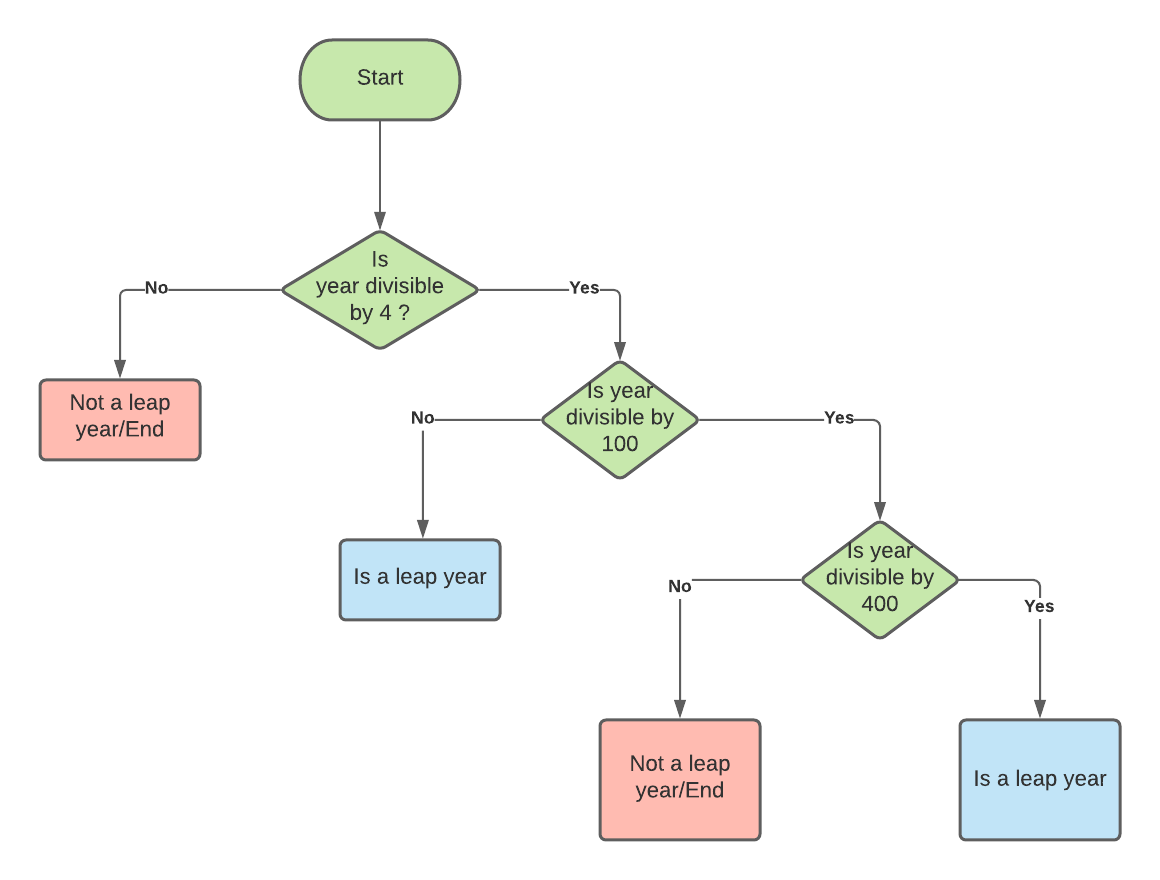 Start
Is
year divisible
by 4 ?
No
Yes
Not a leap
year/End
Is year
divisible by
100
No
Yes
Is a leap year
Is year
divisible by
400
No
Yes
Not a leap
year/End
Is a leap year